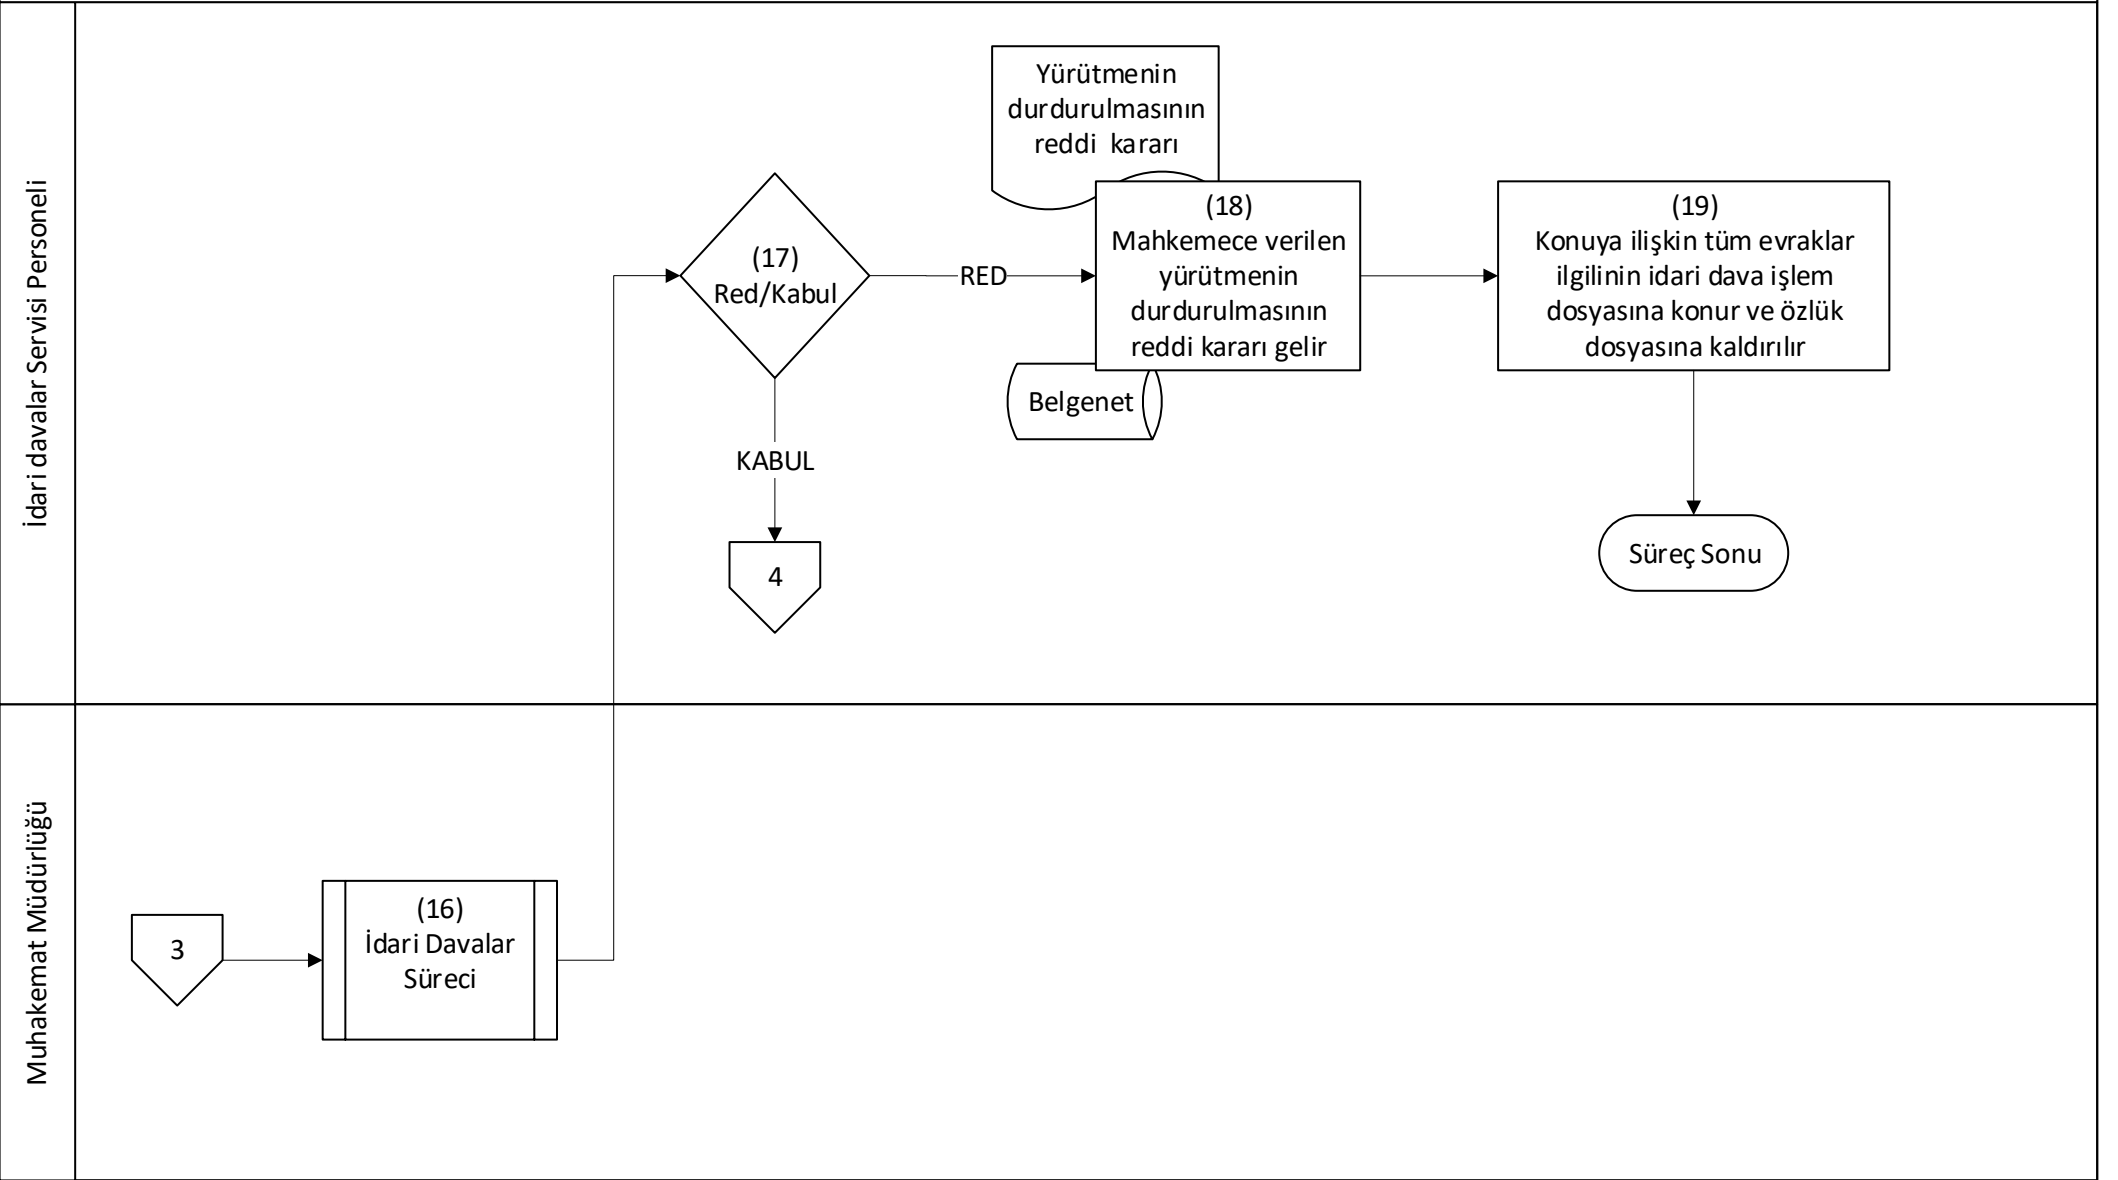 İdari davalar Servisi Personeli
Yürütmenin
durdurulmasının
reddi kararı
(17)
Red/Kabul
RED
(18)
Mahkemece verilen
yürütmenin
durdurulmasının
reddi kararı gelir
Belgenet
(19)
Konuya ilişkin tüm evraklar
ilgilinin idari dava işlem
dosyasına konur ve özlük
dosyasına kaldırılır
KABUL
4
Süreç Sonu
Muhakemat Müdürlüğü
3
(16)
İdari Davalar
Süreci